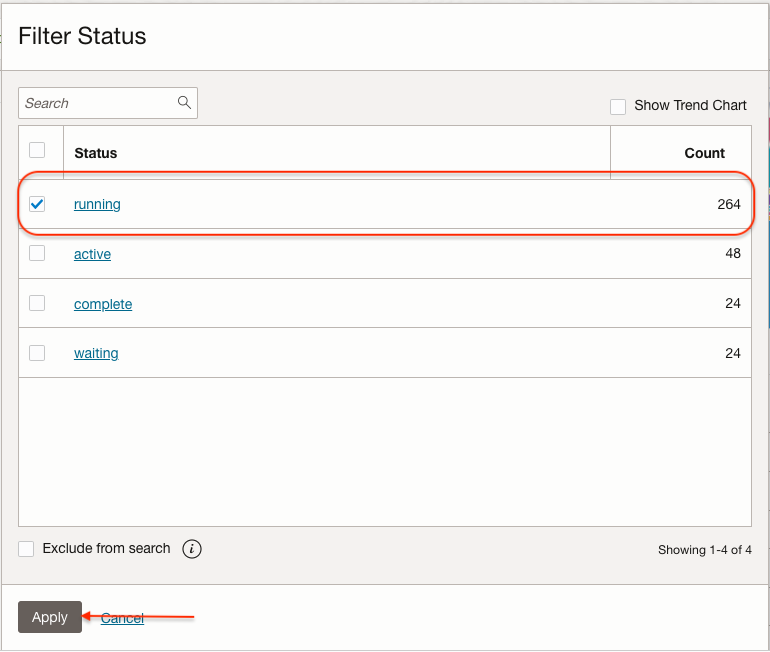 Filter Status
Search
Show Trend Chart
Status Count
running 264
active 48
complete 24
waiting 24
Exclude from search i
Showing 1-4 of 4
Apply Cancel